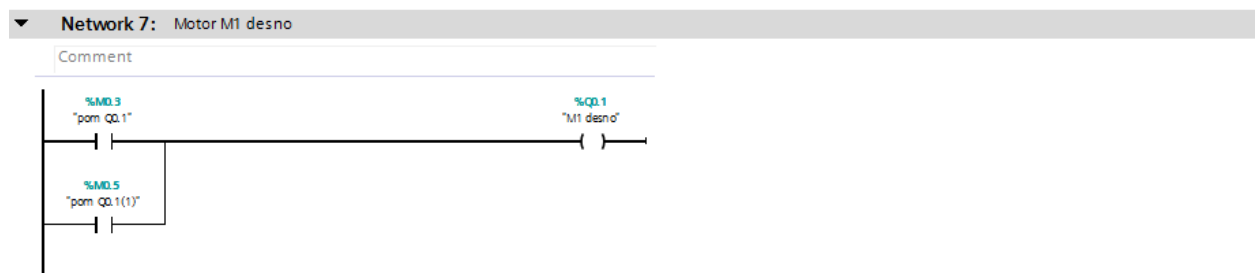 Network 7: Motor M1 desno
Comment
%M0.3
"pom Q0.1"
%Q0.1
"M1 desno"
%M0.5
"pom Q0.1(1)"